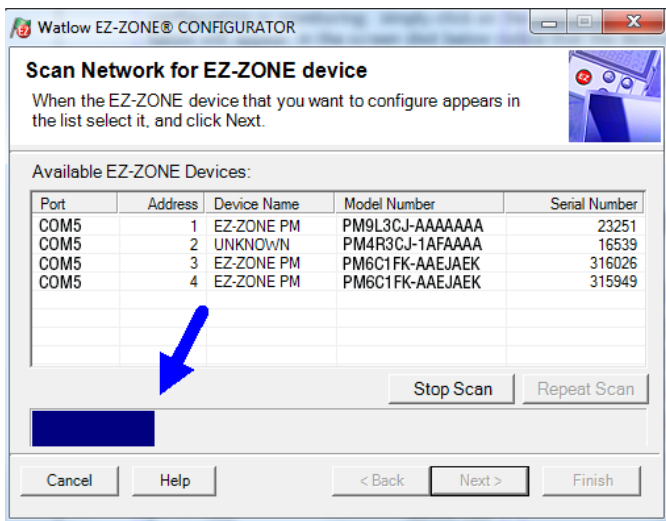 Watlow EZ-ZONE® CONFIGURATOR
Scan Network for EZ-ZONE device
When the EZ-ZONE device that you want to configure appears in
the list select it, and click Next.
Available EZ-ZONE Devices:
Port Address Device Name Model Number Serial Number
COM5 1 EZ-ZONE PM PM9L3CJ-AAAAAAA 23251
COM5 2 UNKNOWN PM4R3CJ-1AFAAAA 16539
COM5 3 EZ-ZONE PM PM6C1FK-AAEJAEK 316026
COM5 4 EZ-ZONE PM PM6C1FK-AAEJAEK 315949
Stop Scan Repeat Scan
Cancel Help < Back Next > Finish